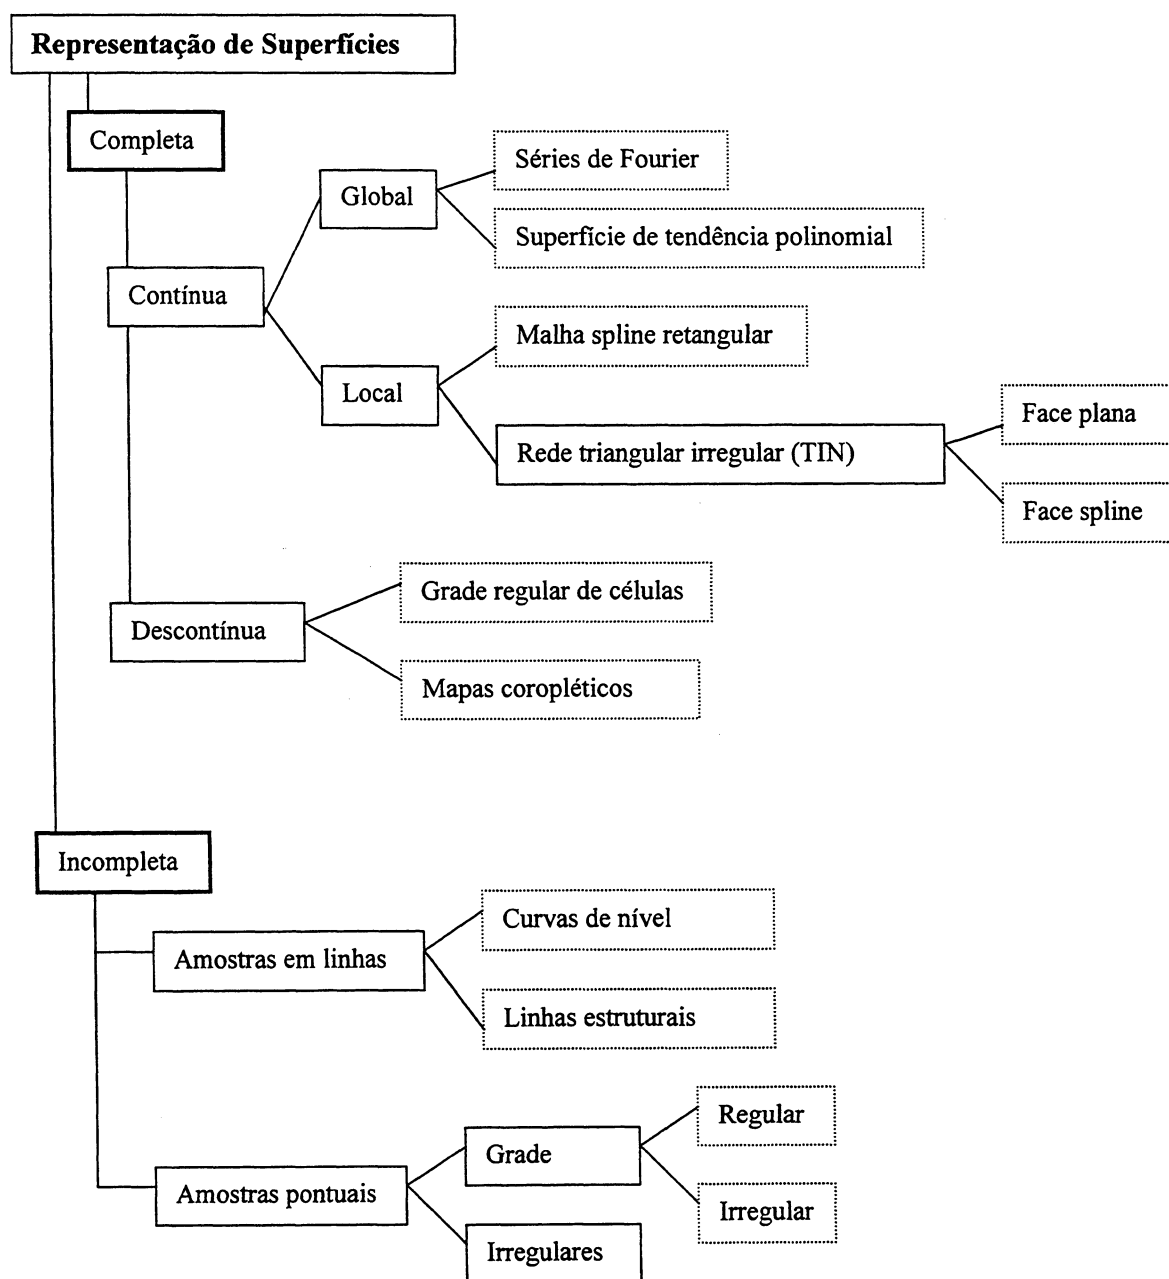 Representação de Superfícies
Completa
Séries de Fourier
Global
Superfície de tendência polinomial
Contínua
Malha spline retangular
Local
Face plana
Rede triangular irregular (TIN)
Face spline
Grade regular de células
Descontínua
Mapas coropléticos
Incompleta
Curvas de nível
Amostras em linhas
Linhas estruturais
Regular
Grade
Amostras pontuais
Irregular
Irregulares